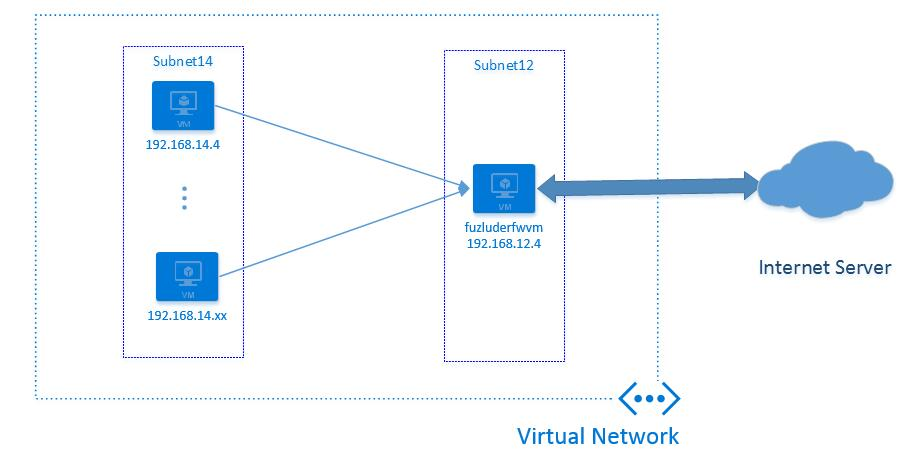 Subnet14
VM
192.168.14.4
VM
192.168.14.xx
Subnet12
VM
fuzluderfwvm
192.168.12.4
Internet Server
Virtual Network